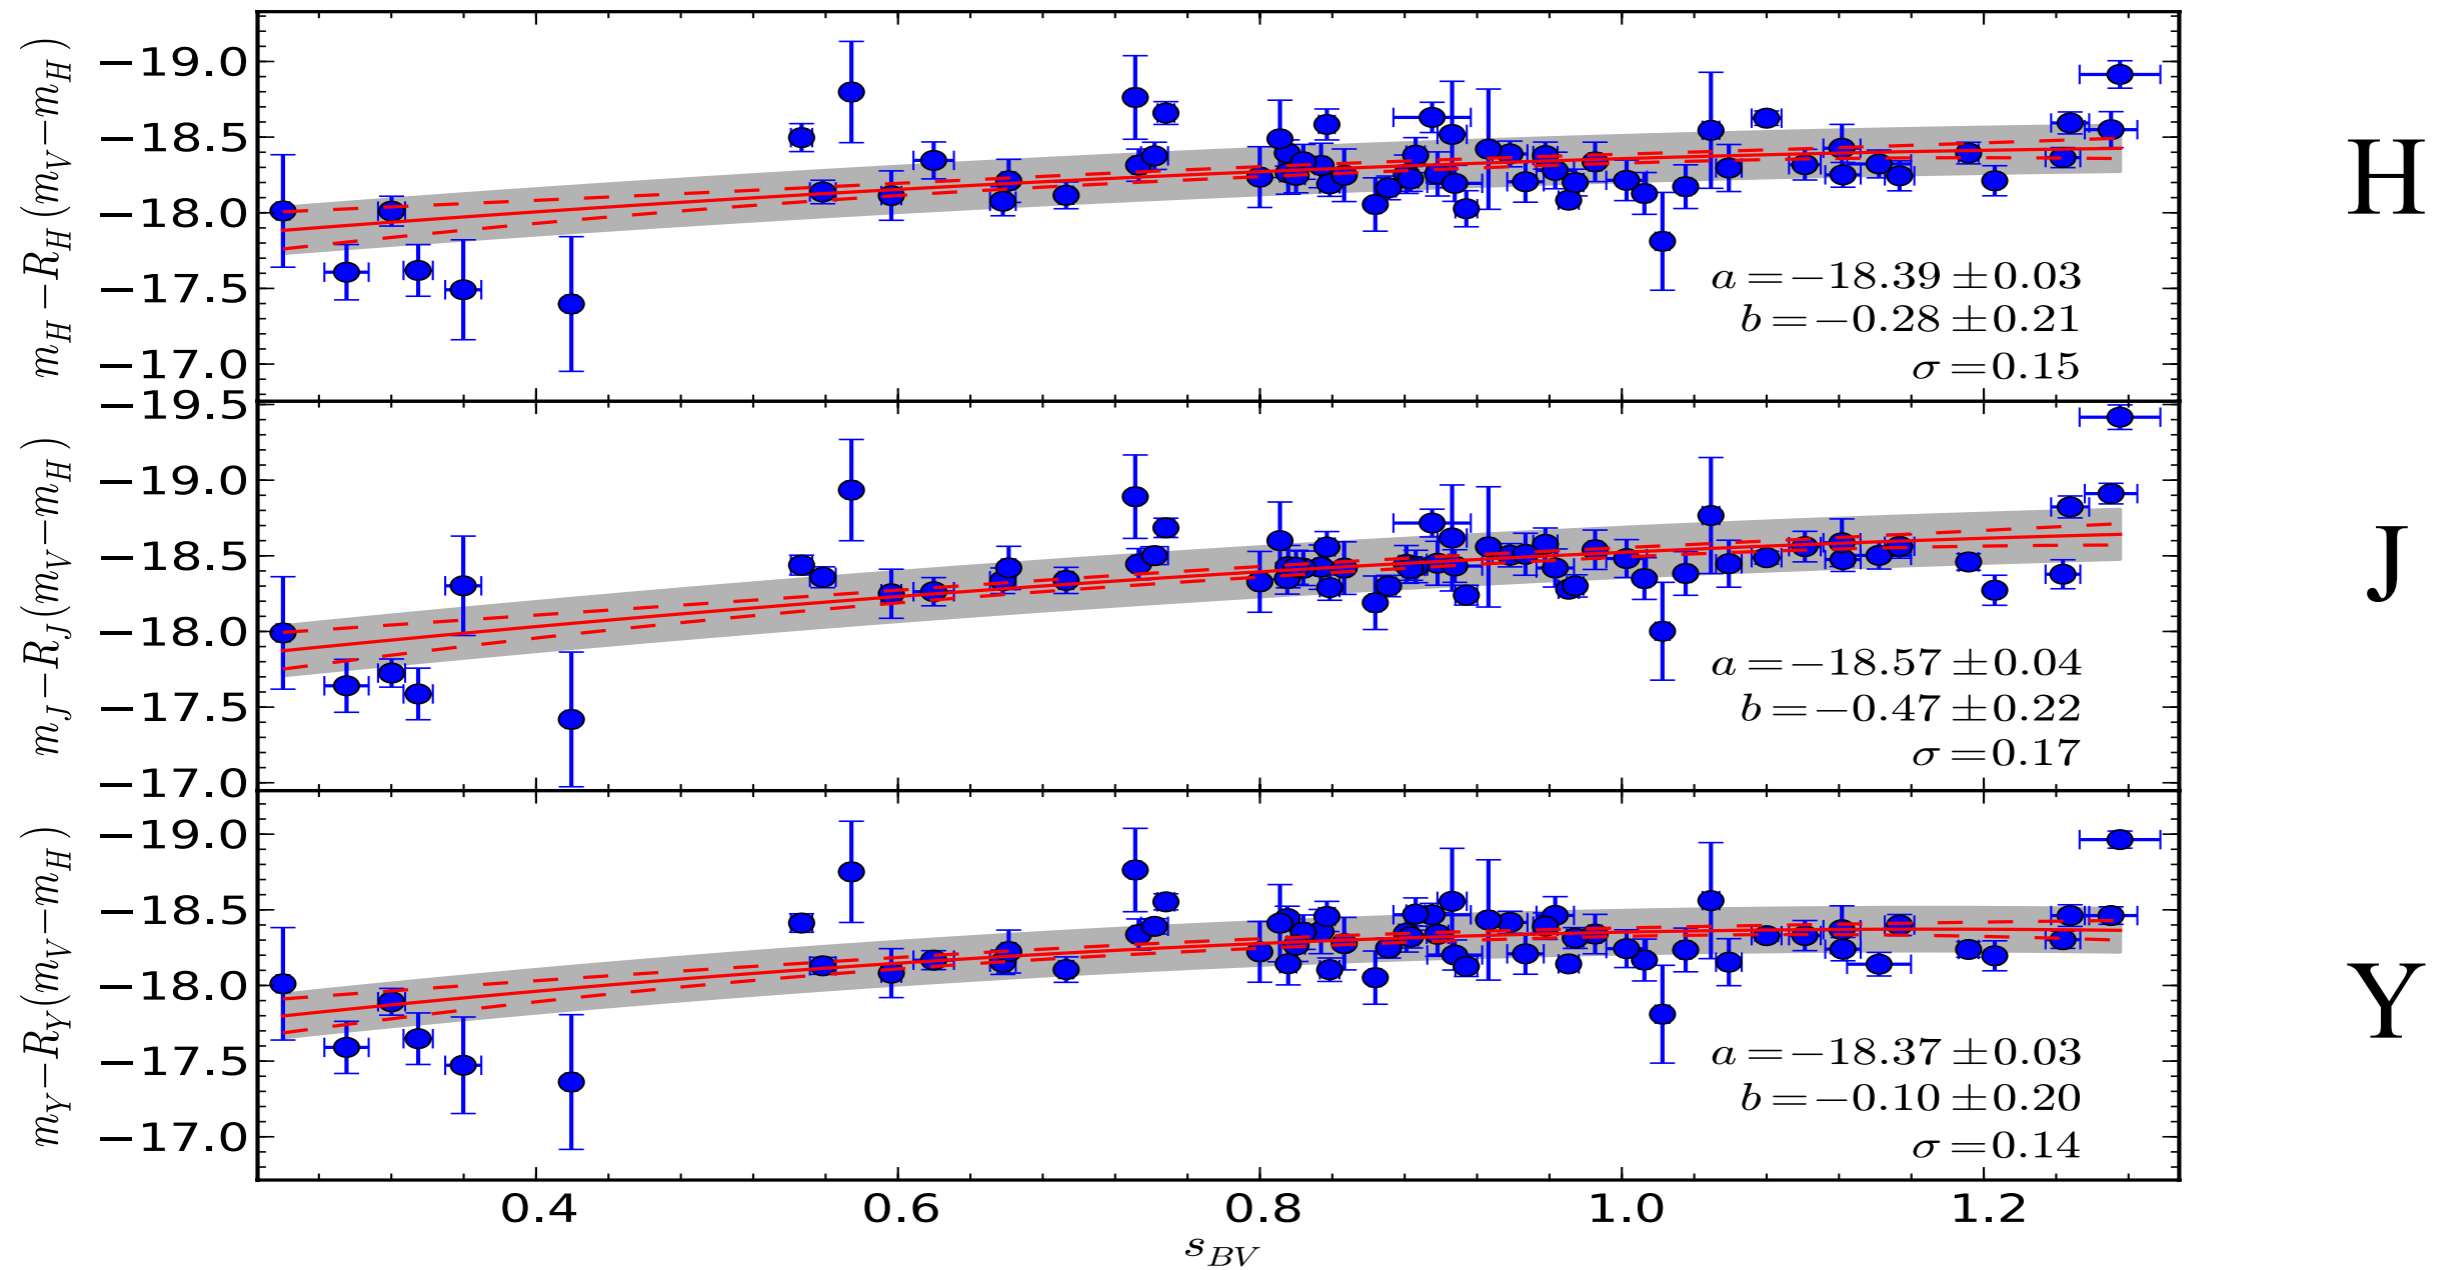 −19.0
−18.5
−18.0
−17.5
−17.0
m_H − R_H (m_V − m_H)
a = −18.39 ± 0.03
b = −0.28 ± 0.21
σ = 0.15
H
−19.5
−19.0
−18.5
−18.0
−17.5
−17.0
m_J − R_J (m_V − m_H)
a = −18.57 ± 0.04
b = −0.47 ± 0.22
σ = 0.17
J
−19.0
−18.5
−18.0
−17.5
−17.0
m_Y − R_Y (m_V − m_H)
a = −18.37 ± 0.03
b = −0.10 ± 0.20
σ = 0.14
Y
0.4 0.6 0.8 1.0 1.2
s_BV